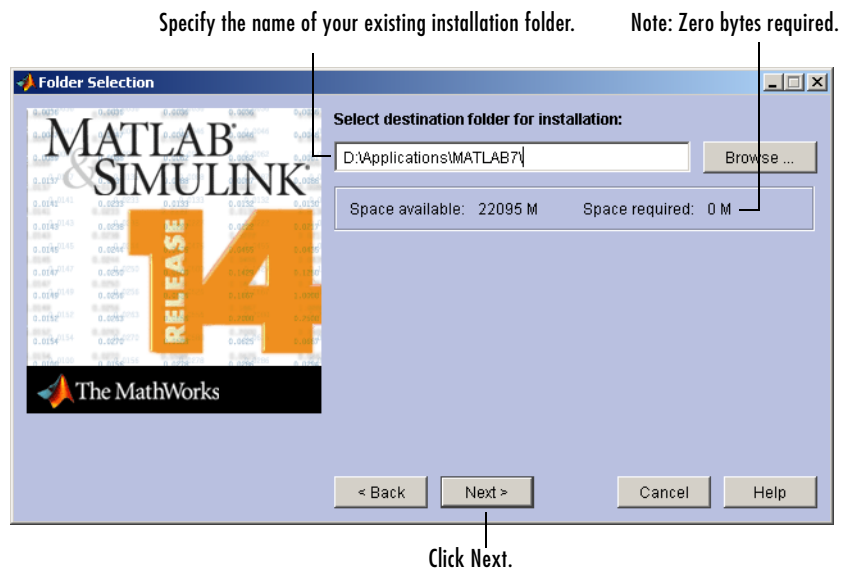 Specify the name of your existing installation folder.
Note: Zero bytes required.
Folder Selection
MATLAB®
&SIMULINK®
RELEASE
14
The MathWorks
Select destination folder for installation:
D:\Applications\MATLAB7\
Browse ...
Space available: 22095 M
Space required: 0 M
< Back
Next >
Cancel
Help
Click Next.